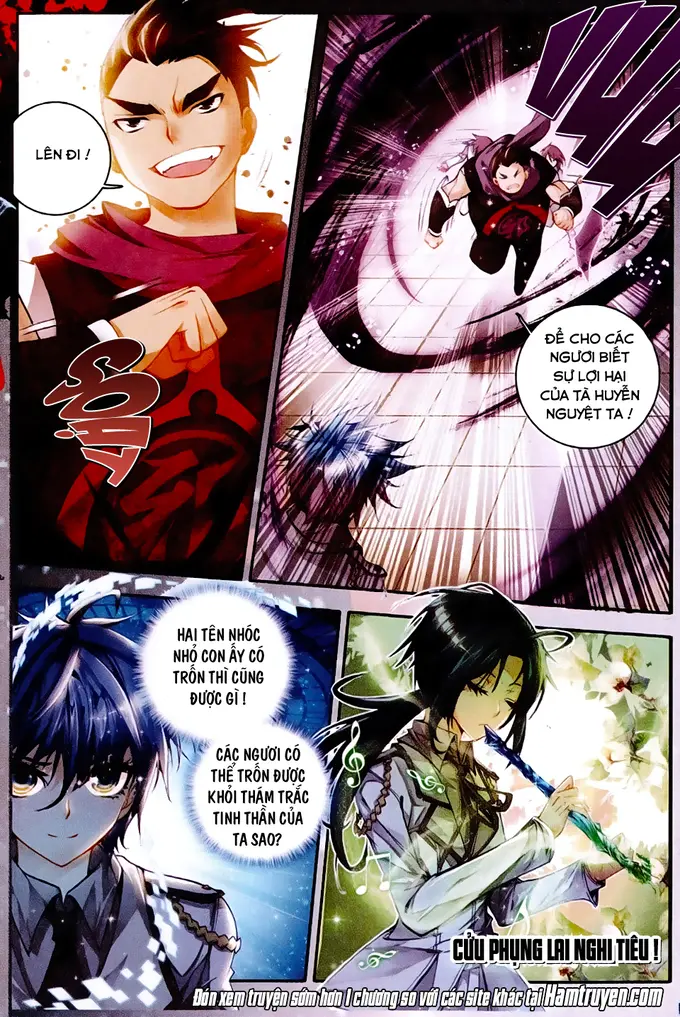 LÊN ĐI !
ĐỂ CHO CÁC
NGƯƠI BIẾT
SỰ LỢI HẠI
CỦA TÀ HUYỄN
NGUYỆT TA !
HAI TÊN NHÓC
NHỎ CON ẤY CÓ
TRỐN THÌ CŨNG
ĐƯỢC GÌ !
CÁC NGƯƠI CÓ
THỂ TRỐN ĐƯỢC
KHỎI THÁM TRẮC
TINH THẦN CỦA
TA SAO?
CỬU PHỤNG LAI NGHI TIÊU !
Đón xem truyện sớm hơn 1 chương so với các site khác tại Hamtruyen.com